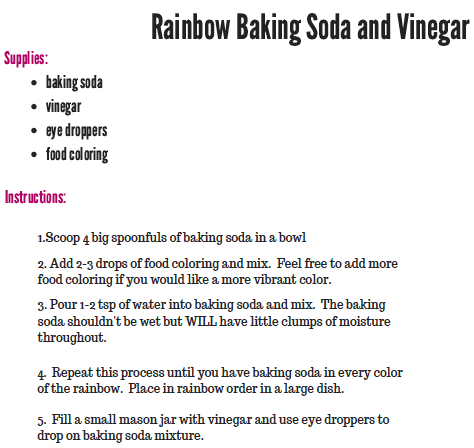 Rainbow Baking Soda and Vinegar
Supplies:
• baking soda
• vinegar
• eye droppers
• food coloring
Instructions:
1.Scoop 4 big spoonfuls of baking soda in a bowl
2. Add 2-3 drops of food coloring and mix. Feel free to add more
food coloring if you would like a more vibrant color.
3. Pour 1-2 tsp of water into baking soda and mix. The baking
soda shouldn't be wet but WILL have little clumps of moisture
throughout.
4. Repeat this process until you have baking soda in every color
of the rainbow. Place in rainbow order in a large dish.
5. Fill a small mason jar with vinegar and use eye droppers to
drop on baking soda mixture.